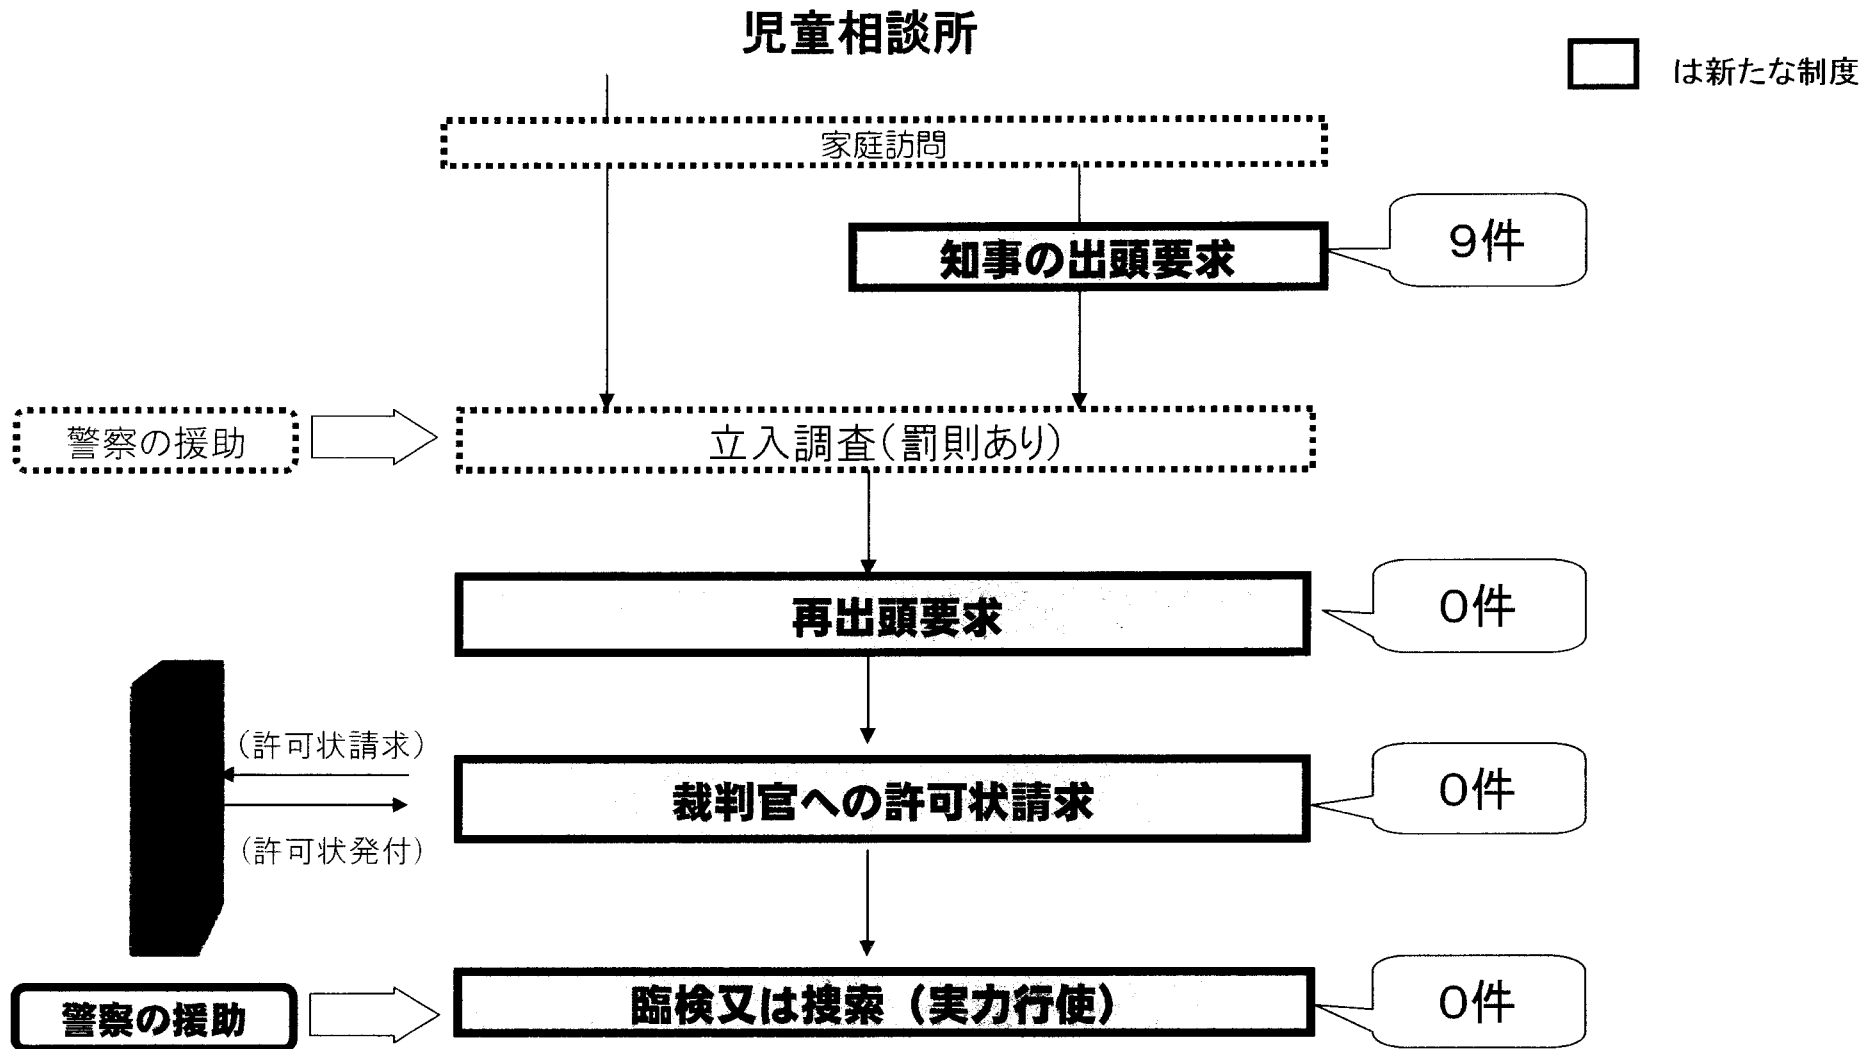 児童相談所
は新たな制度
家庭訪問
知事の出頭要求
9件
警察の援助
立入調査(罰則あり)
再出頭要求
0件
(許可状請求)
裁判官への許可状請求
0件
(許可状発付)
警察の援助
臨検又は捜索(実力行使)
0件